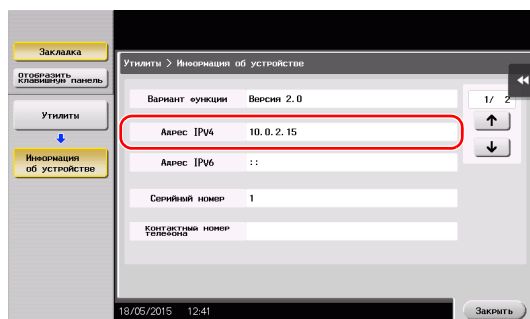 Закладка
Отобразить
клавишную панель
Утилиты
Информация
об устройстве
Утилиты > Информация об устройстве
Вариант функции Версия 2.0
1/ 2
Адрес IPV4 10.0.2.15
Адрес IPV6 ::
Серийный номер 1
Контактный номер
телефона
18/05/2015 12:41
Закрыть